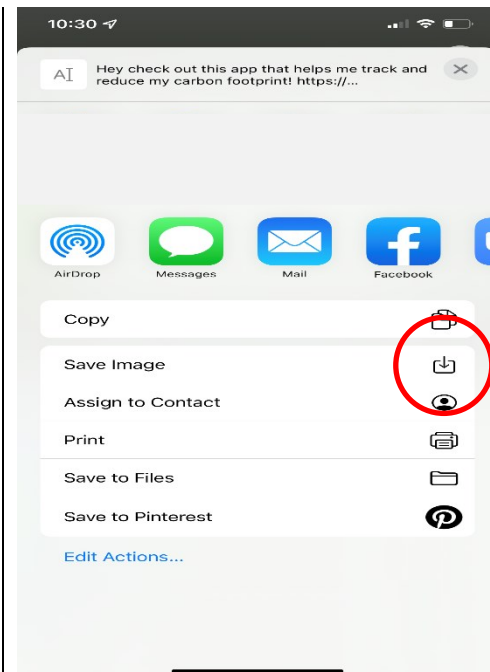 10:30
AI Hey check out this app that helps me track and
reduce my carbon footprint! https://...
AirDrop Messages Mail Facebook
Copy
Save Image
Assign to Contact
Print
Save to Files
Save to Pinterest
Edit Actions...